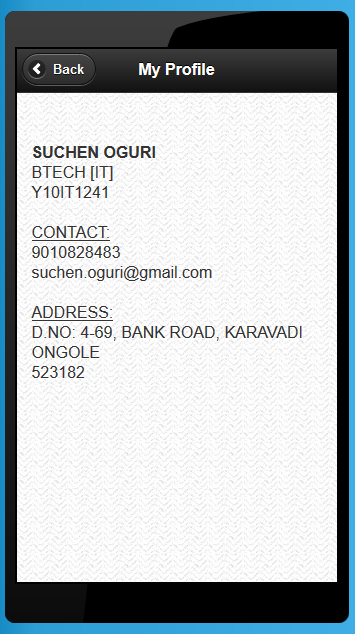 Back
My Profile
SUCHEN OGURI
BTECH [IT]
Y10IT1241
CONTACT:
9010828483
suchen.oguri@gmail.com
ADDRESS:
D.NO: 4-69, BANK ROAD, KARAVADI
ONGOLE
523182